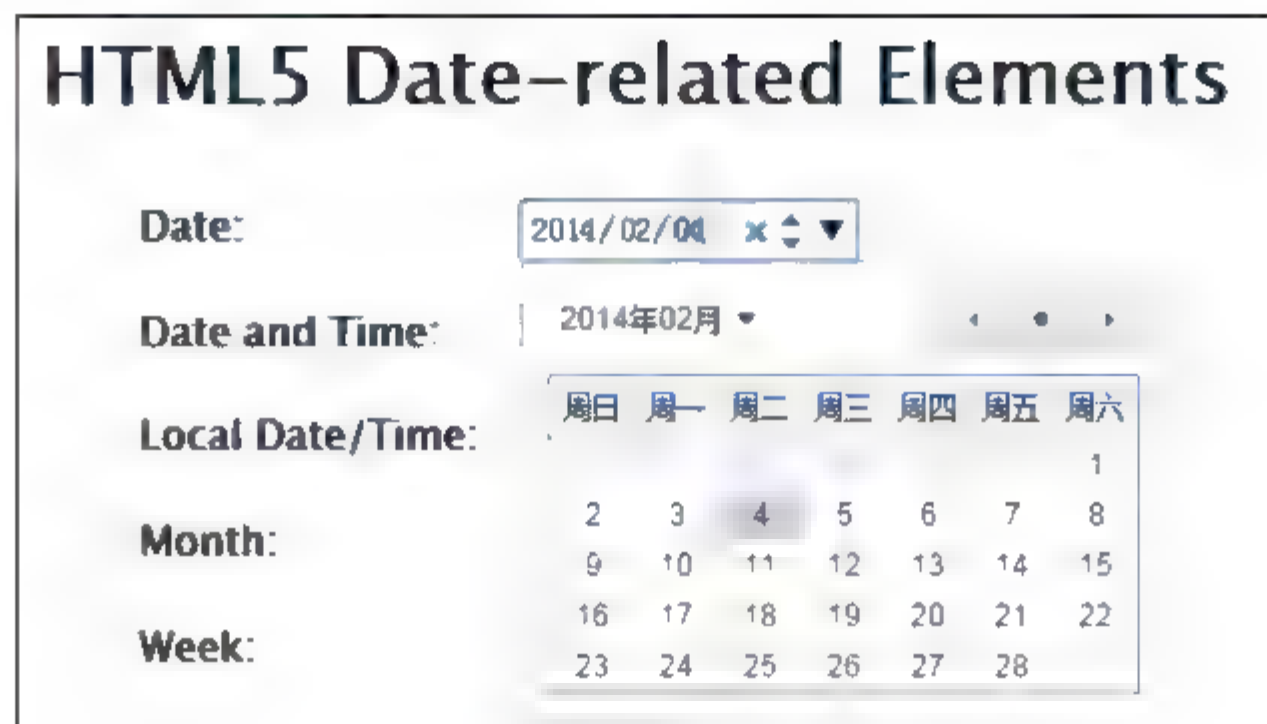 HTML5 Date-related Elements
Date: 2014/02/04
Date and Time: 2014年02月
周日 周一 周二 周三 周四 周五 周六
Local Date/Time:
1
2 3 4 5 6 7 8
Month:
9 10 11 12 13 14 15
16 17 18 19 20 21 22
Week:
23 24 25 26 27 28